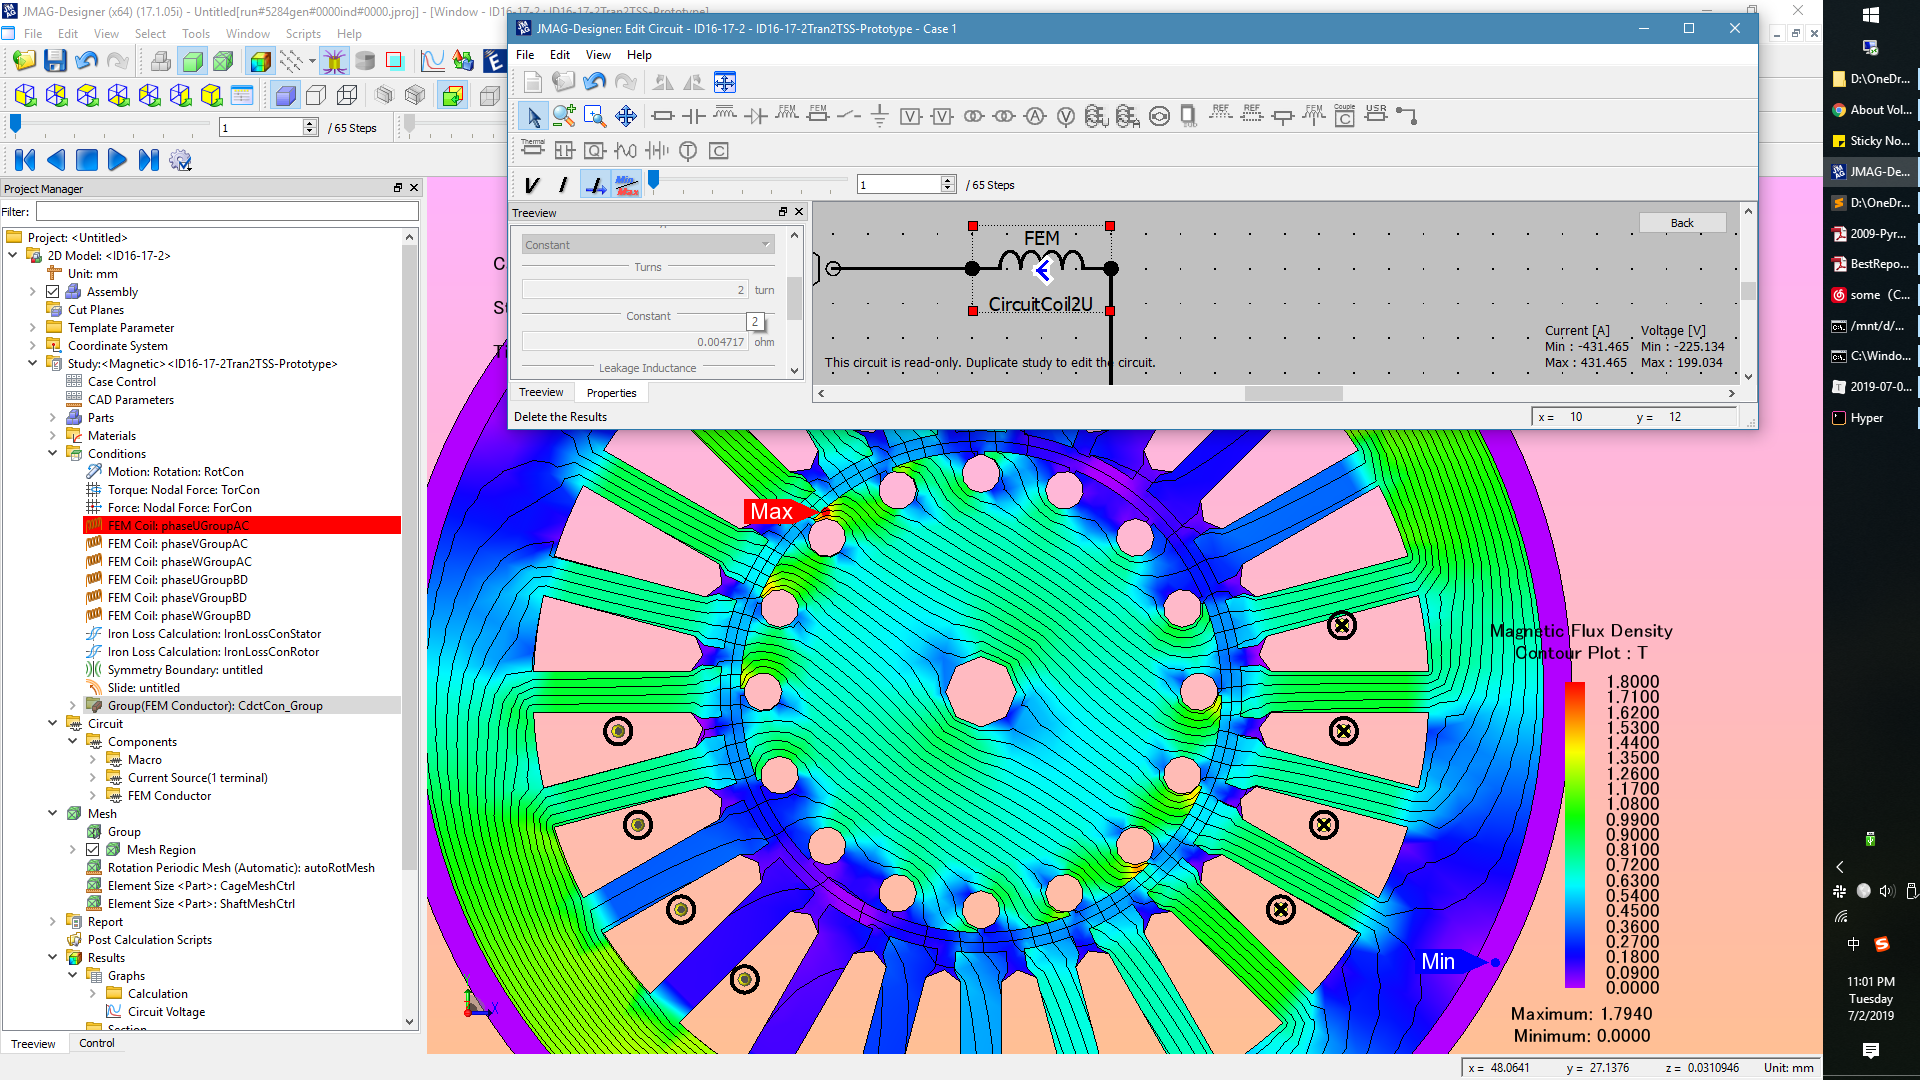 JMAG-Designer (x64) (17.1.05i) - Untitled[run#5284gen#0000ind#0000.jproj] - [Window - ID16-17-2 : ID16-17-2Tran2TSS-Prototype]
File Edit View Select Tools Window Scripts Help
1 / 65 Steps
Project Manager
Filter:
Project: <Untitled>
2D Model: <ID16-17-2>
Unit: mm
Assembly
Cut Planes
Template Parameter
Coordinate System
Study:<Magnetic><ID16-17-2Tran2TSS-Prototype>
Case Control
CAD Parameters
Parts
Materials
Conditions
Motion: Rotation: RotCon
Torque: Nodal Force: TorCon
Force: Nodal Force: ForCon
FEM Coil: phaseUGroupAC
FEM Coil: phaseVGroupAC
FEM Coil: phaseWGroupAC
FEM Coil: phaseUGroupBD
FEM Coil: phaseVGroupBD
FEM Coil: phaseWGroupBD
Iron Loss Calculation: IronLossConStator
Iron Loss Calculation: IronLossConRotor
Symmetry Boundary: untitled
Slide: untitled
Group(FEM Conductor): CdctCon_Group
Circuit
Components
Macro
Current Source(1 terminal)
FEM Conductor
Mesh
Group
Mesh Region
Rotation Periodic Mesh (Automatic): autoRotMesh
Element Size <Part>: CageMeshCtrl
Element Size <Part>: ShaftMeshCtrl
Report
Post Calculation Scripts
Results
Graphs
Calculation
Circuit Voltage
Section
Treeview Control
JMAG-Designer: Edit Circuit - ID16-17-2 - ID16-17-2Tran2TSS-Prototype - Case 1
File Edit View Help
1 / 65 Steps
Treeview
Constant
Turns
2 turn
Constant
2
0.004717 ohm
Leakage Inductance
Treeview Properties
Delete the Results
Back
FEM
CircuitCoil2U
Current [A] Voltage [V]
Min : -431.465 Min : -225.134
Max : 431.465 Max : 199.034
This circuit is read-only. Duplicate study to edit the circuit.
x = 10 y = 12
Max
Min
Magnetic Flux Density
Contour Plot : T
1.8000
1.7100
1.6200
1.5300
1.4400
1.3500
1.2600
1.1700
1.0800
0.9900
0.9000
0.8100
0.7200
0.6300
0.5400
0.4500
0.3600
0.2700
0.1800
0.0900
0.0000
Maximum: 1.7940
Minimum: 0.0000
x = 48.0641 y = 27.1376 z = 0.0310946 Unit: mm
D:\OneDr...
About Vol...
Sticky No...
JMAG-De...
D:\OneDr...
2009-Pyr...
BestRepo...
some（C...
/mnt/d/...
C:\Windo...
2019-07-0...
Hyper
中
11:01 PM
Tuesday
7/2/2019